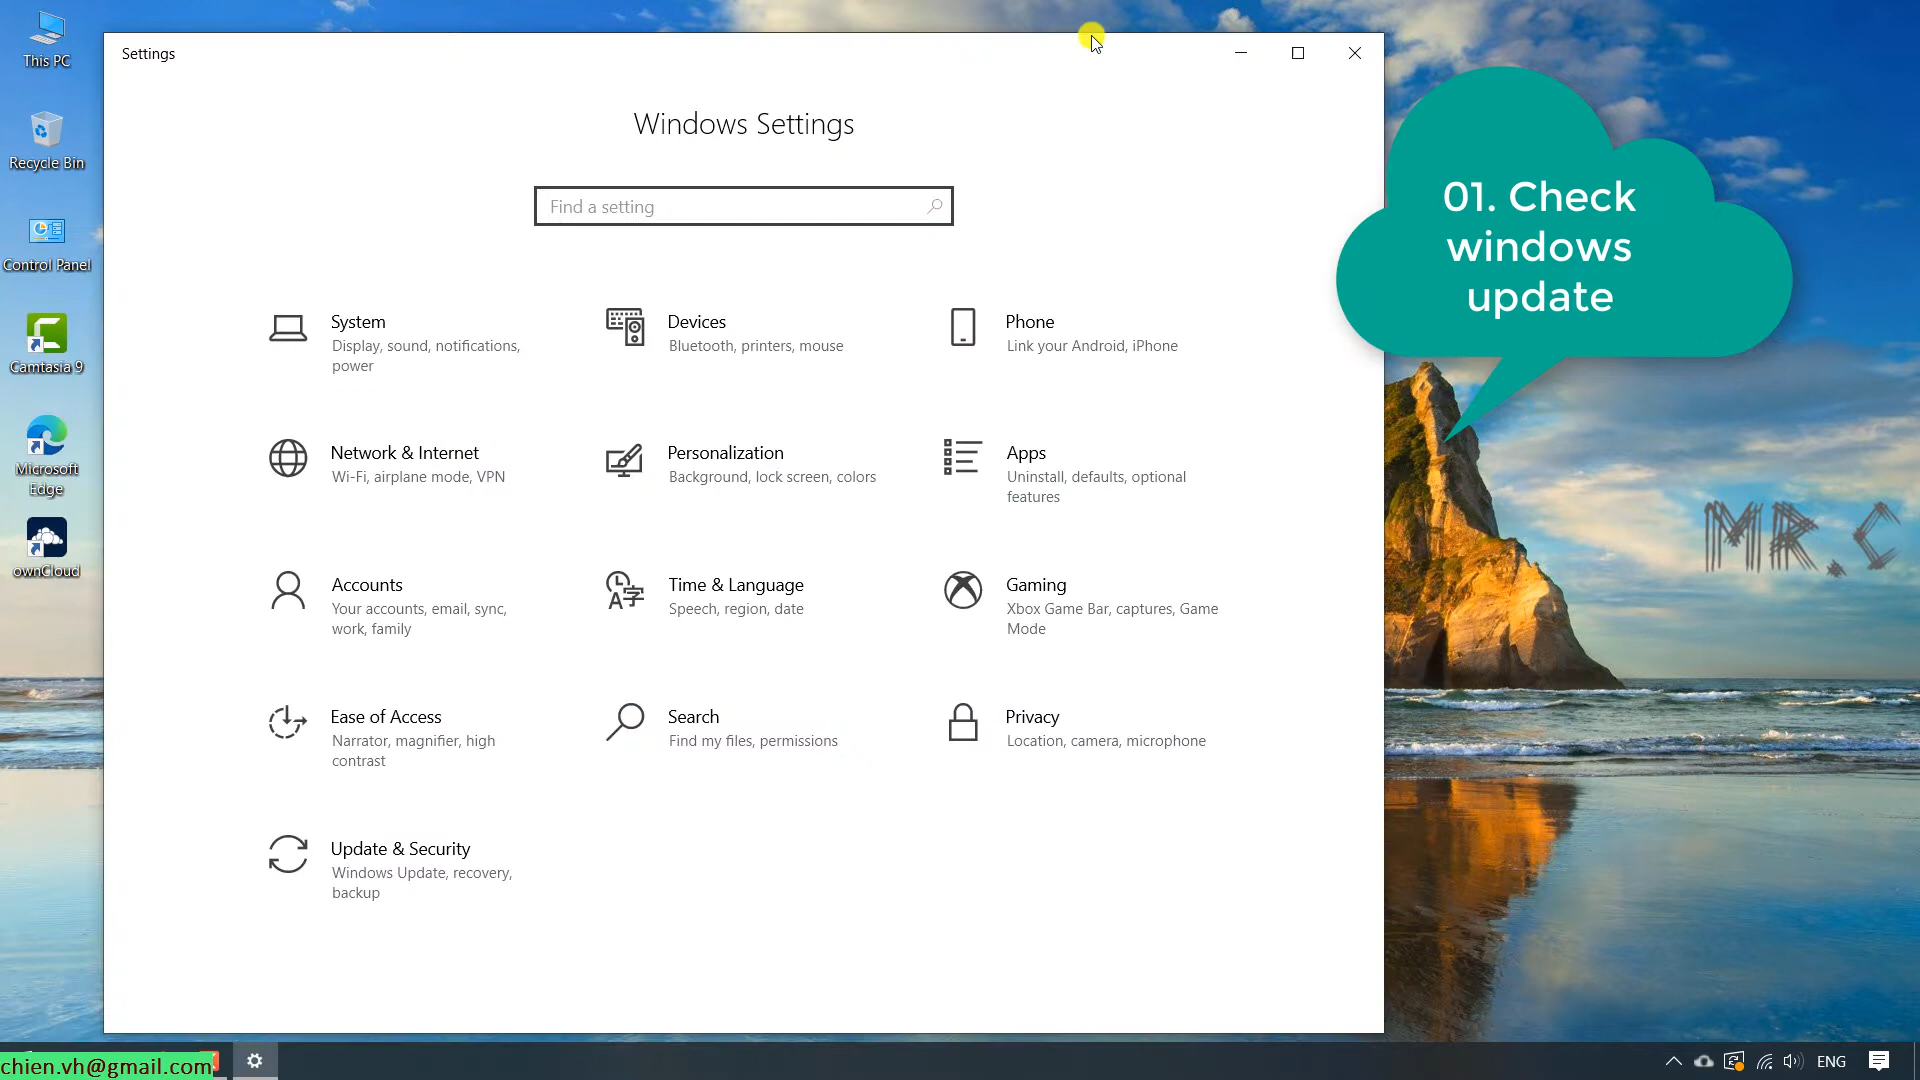 This PC
Recycle Bin
Control Panel
Camtasia 9
Microsoft
Edge
ownCloud
Settings
Windows Settings
Find a setting
System
Display, sound, notifications,
power
Devices
Bluetooth, printers, mouse
Phone
Link your Android, iPhone
Network & Internet
Wi-Fi, airplane mode, VPN
Personalization
Background, lock screen, colors
Apps
Uninstall, defaults, optional
features
Accounts
Your accounts, email, sync,
work, family
Time & Language
Speech, region, date
Gaming
Xbox Game Bar, captures, Game
Mode
Ease of Access
Narrator, magnifier, high
contrast
Search
Find my files, permissions
Privacy
Location, camera, microphone
Update & Security
Windows Update, recovery,
backup
01. Check
windows
update
MR.C
chien.vh@gmail.com
ENG